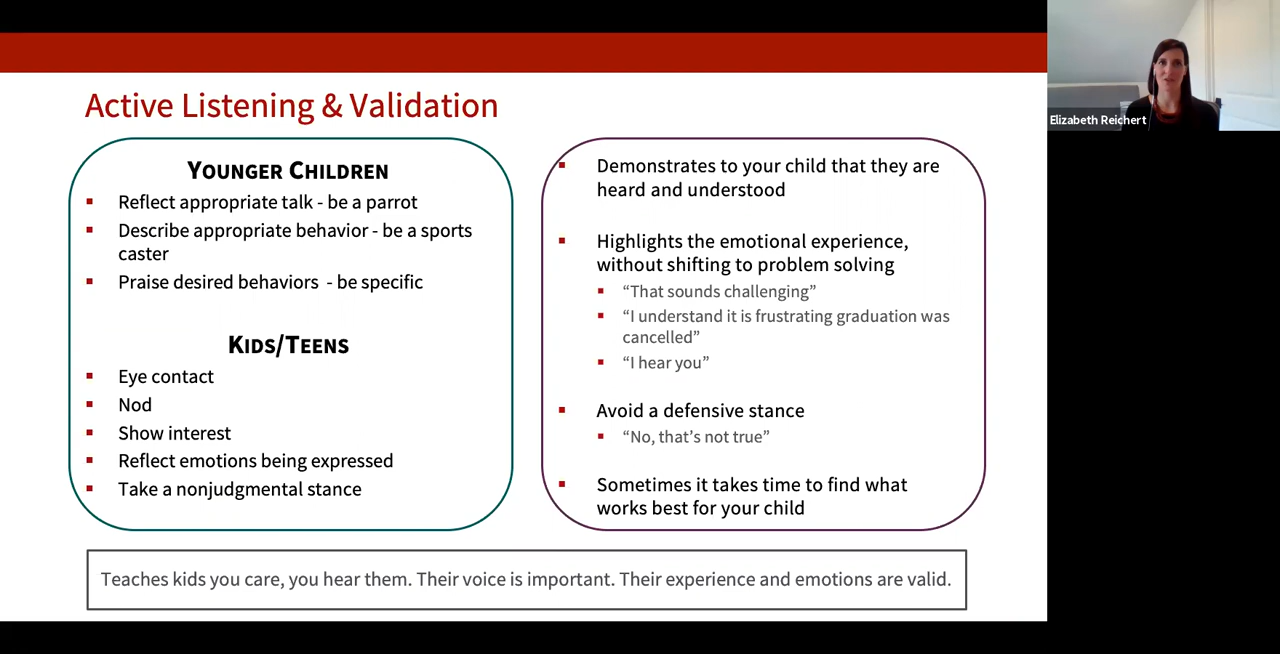 Active Listening & Validation
YOUNGER CHILDREN
Reflect appropriate talk - be a parrot
Describe appropriate behavior - be a sports
caster
Praise desired behaviors  - be specific
KIDS/TEENS
Eye contact
Nod
Show interest
Reflect emotions being expressed
Take a nonjudgmental stance
Demonstrates to your child that they are
heard and understood
Highlights the emotional experience,
without shifting to problem solving
“That sounds challenging”
“I understand it is frustrating graduation was
cancelled”
“I hear you”
Avoid a defensive stance
“No, that’s not true”
Sometimes it takes time to find what
works best for your child
Teaches kids you care, you hear them. Their voice is important. Their experience and emotions are valid.
Elizabeth Reichert